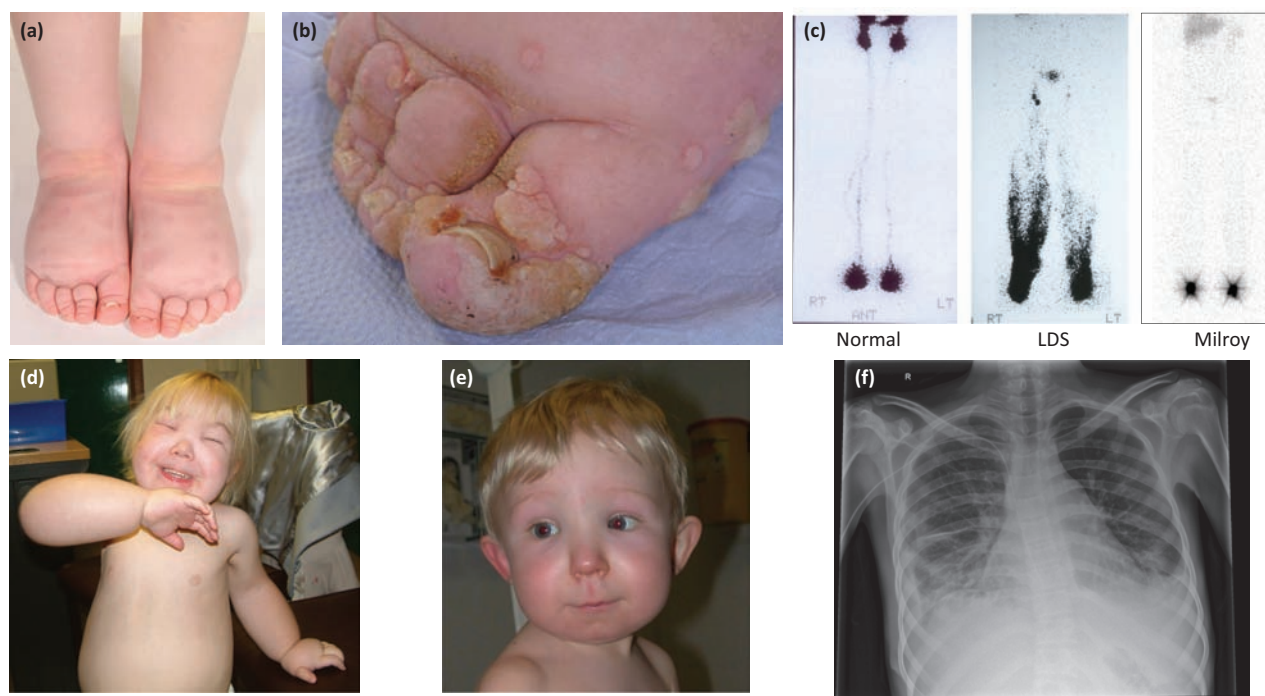 (a)
(b)
(c)
RT
ANT
LT
RT
LT
Normal
LDS
Milroy
(d)
(e)
(f)
R